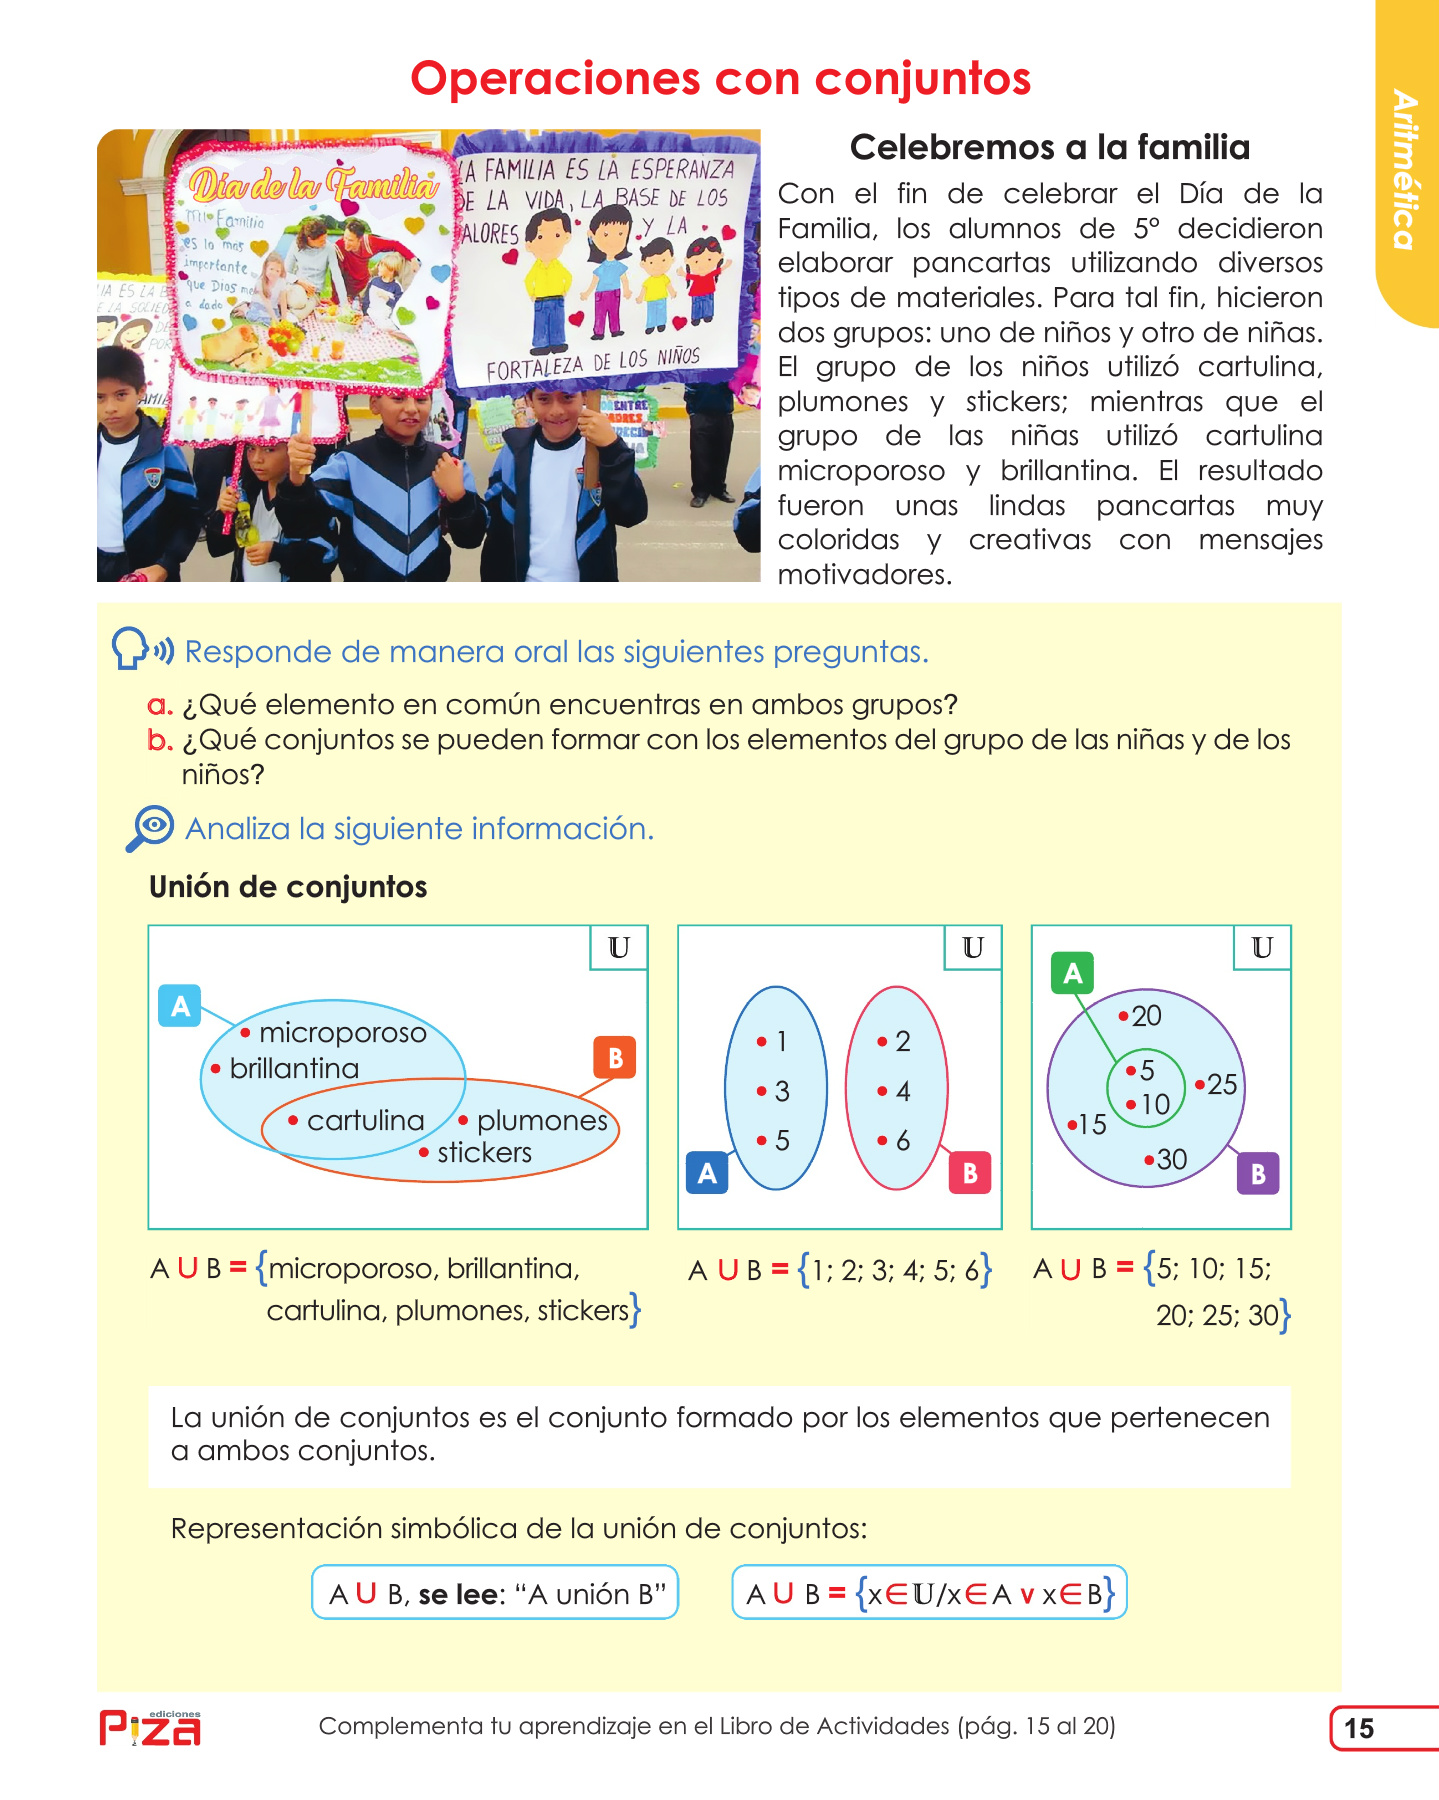 Aritmética
Operaciones con conjuntos
Día de la Familia
Mi Familia
es lo más
importante
que Dios me
a dado
LA FAMILIA ES LA ESPERANZA
DE LA VIDA, LA BASE DE LOS
VALORES Y LA
FORTALEZA DE LOS NIÑOS
Celebremos a la familia
Con el fin de celebrar el Día de la
Familia, los alumnos de 5° decidieron
elaborar pancartas utilizando diversos
tipos de materiales. Para tal fin, hicieron
dos grupos: uno de niños y otro de niñas.
El grupo de los niños utilizó cartulina,
plumones y stickers; mientras que el
grupo de las niñas utilizó cartulina
microporoso y brillantina. El resultado
fueron unas lindas pancartas muy
coloridas y creativas con mensajes
motivadores.
Responde de manera oral las siguientes preguntas.
a. ¿Qué elemento en común encuentras en ambos grupos?
b. ¿Qué conjuntos se pueden formar con los elementos del grupo de las niñas y de los
niños?
Analiza la siguiente información.
Unión de conjuntos
𝕌
A
• microporoso
• brillantina
B
• cartulina • plumones
• stickers
𝕌
• 1 • 2
• 3 • 4
• 5 • 6
A B
𝕌
A
•20
•5
•25
•10
•15
•30
B
A ∪ B = {microporoso, brillantina,
cartulina, plumones, stickers}
A ∪ B = {1; 2; 3; 4; 5; 6}
A ∪ B = {5; 10; 15;
20; 25; 30}
La unión de conjuntos es el conjunto formado por los elementos que pertenecen
a ambos conjuntos.
Representación simbólica de la unión de conjuntos:
A ∪ B, se lee: “A unión B”
A ∪ B = {x∈𝕌/x∈A v x∈B}
ediciones
Piza
Complementa tu aprendizaje en el Libro de Actividades (pág. 15 al 20)
15